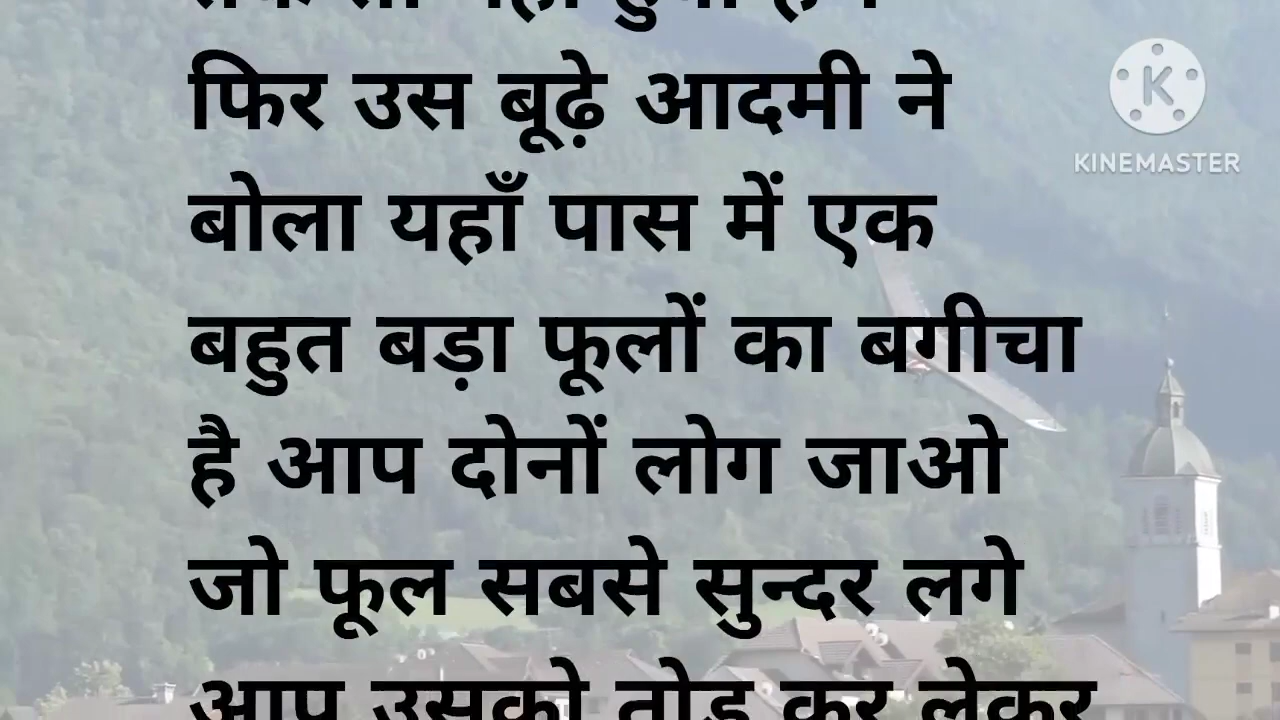 फिर उस बूढ़े आदमी ने
बोला यहाँ पास में एक
बहुत बड़ा फूलों का बगीचा
है आप दोनों लोग जाओ
जो फूल सबसे सुन्दर लगे
आप उसको तोड़ कर लेकर
K
KINEMASTER